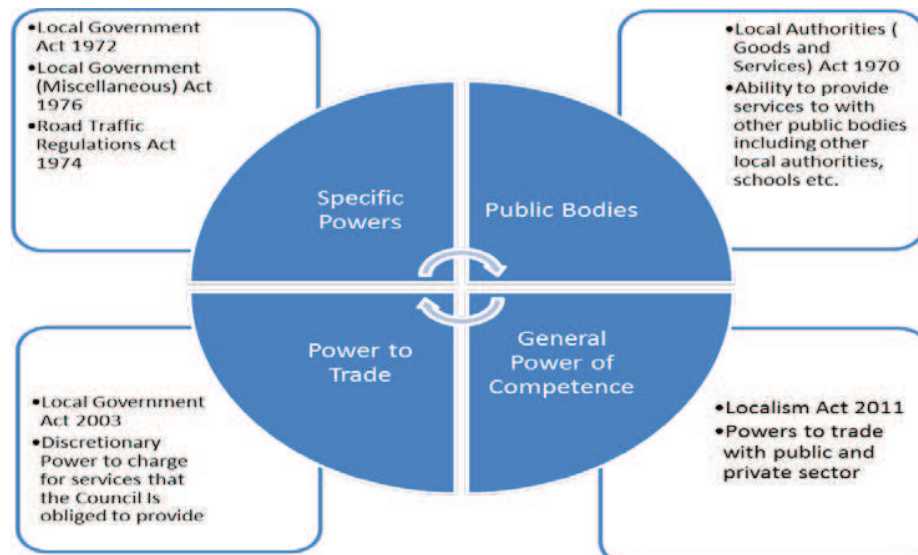 •Local Government
Act 1972
•Local Government
(Miscellaneous) Act
1976
•Road Traffic
Regulations Act
1974
•Local Authorities (
Goods and
Services) Act 1970
•Ability to provide
services to with
other public bodies
including other
local authorities,
schools etc.
Specific
Powers
Public Bodies
Power to
Trade
General
Power of
Competence
•Local Government
Act 2003
•Discretionary
Power to charge
for services that
the Council Is
obliged to provide
•Localism Act 2011
•Powers to trade
with public and
private sector